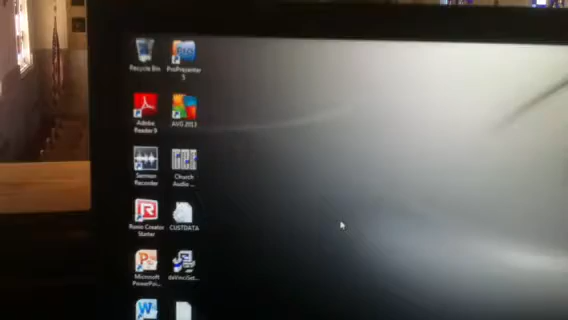 Recycle Bin
ProPresenter
5
Adobe
Reader 9
AVG 2013
Sermon
Recorder
Church
Audio ...
Roxio Creator
Starter
CUSTDATA
Microsoft
PowerPoi...
daVinciSet...